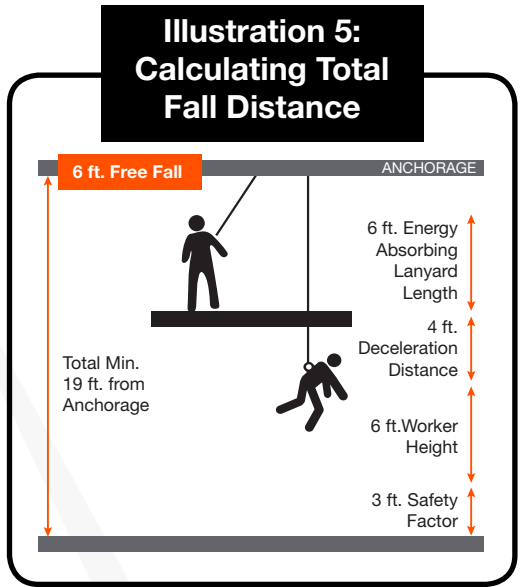 Illustration 5:
Calculating Total
Fall Distance
6 ft. Free Fall
ANCHORAGE
6 ft. Energy
Absorbing
Lanyard
Length
4 ft.
Deceleration
Distance
Total Min.
19 ft. from
Anchorage
6 ft.Worker
Height
3 ft. Safety
Factor